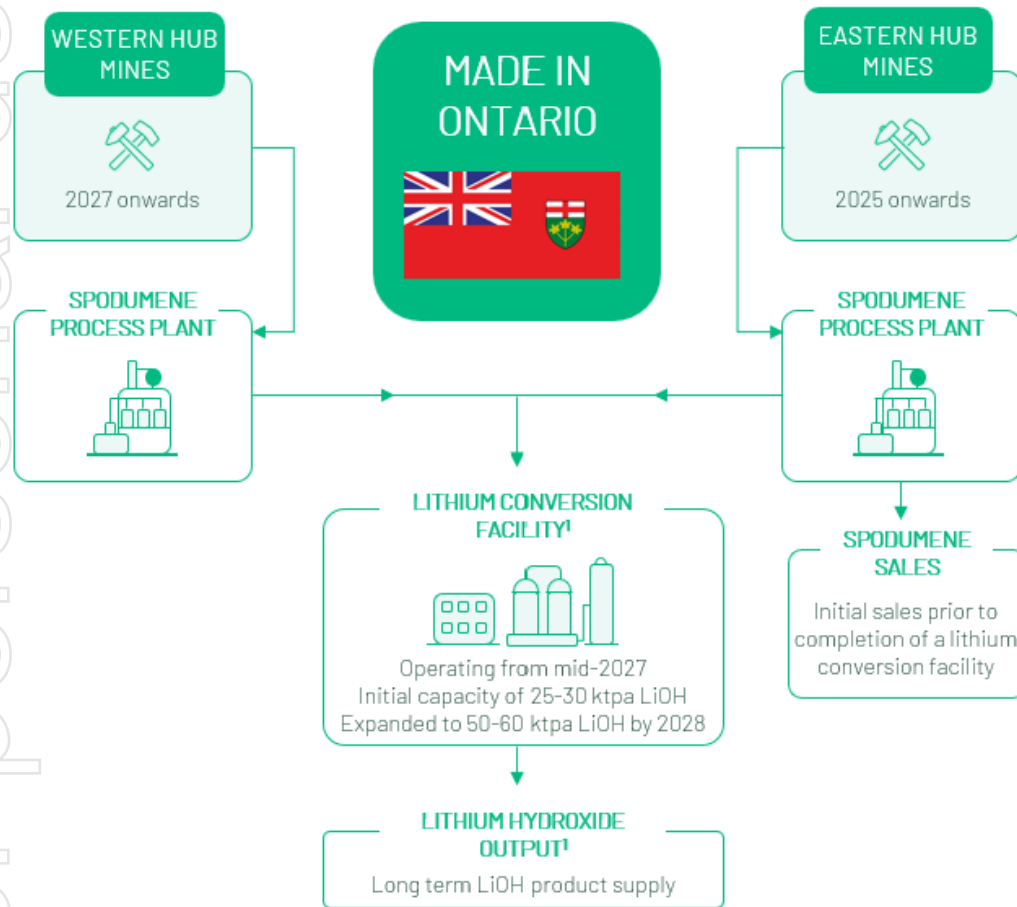 WESTERN HUB
MINES
2027 onwards
MADE IN
ONTARIO
EASTERN HUB
MINES
2025 onwards
SPODUMENE
PROCESS PLANT
SPODUMENE
PROCESS PLANT
LITHIUM CONVERSION
FACILITY¹
Operating from mid-2027
Initial capacity of 25-30 ktpa LiOH
Expanded to 50-60 ktpa LiOH by 2028
SPODUMENE
SALES
Initial sales prior to
completion of a lithium
conversion facility
LITHIUM HYDROXIDE
OUTPUT¹
Long term LiOH product supply